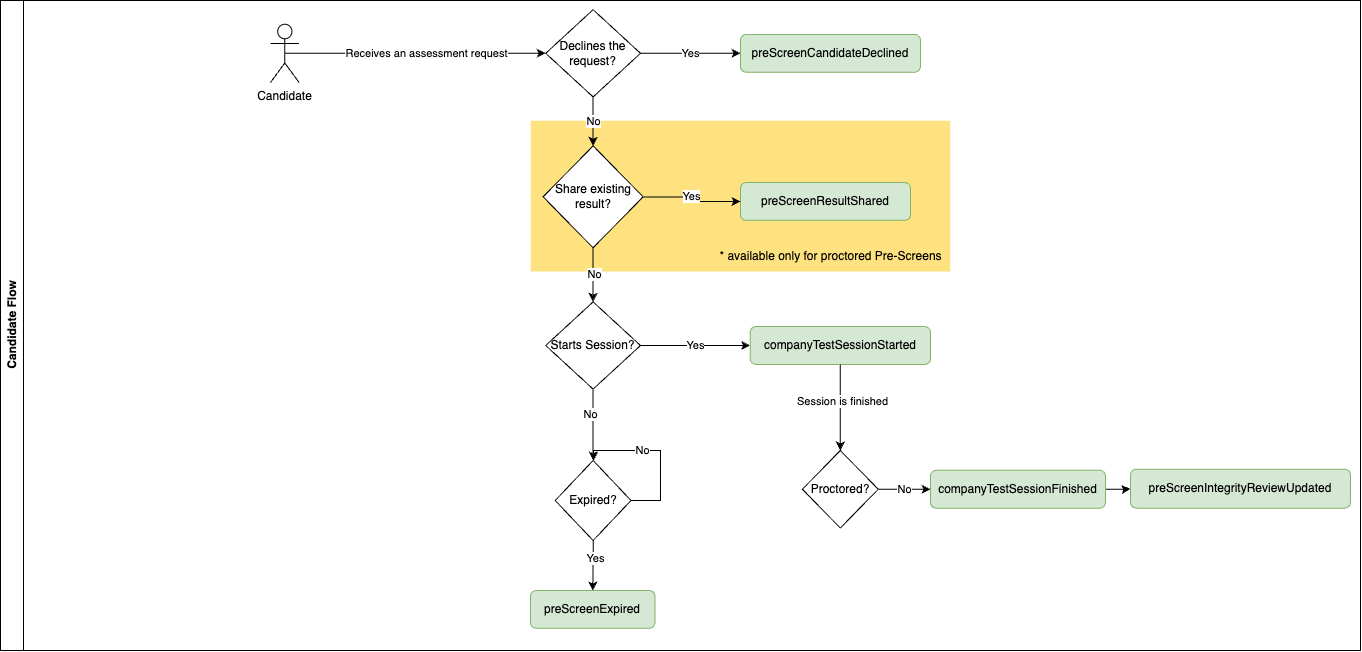 Candidate Flow
Candidate
Receives an assessment request
Declines the
request?
Yes
preScreenCandidateDeclined
No
Share existing
result?
Yes
preScreenResultShared
* available only for proctored Pre-Screens
No
Starts Session?
Yes
companyTestSessionStarted
Session is finished
No
No
Expired?
Proctored?
No
companyTestSessionFinished
preScreenIntegrityReviewUpdated
Yes
preScreenExpired